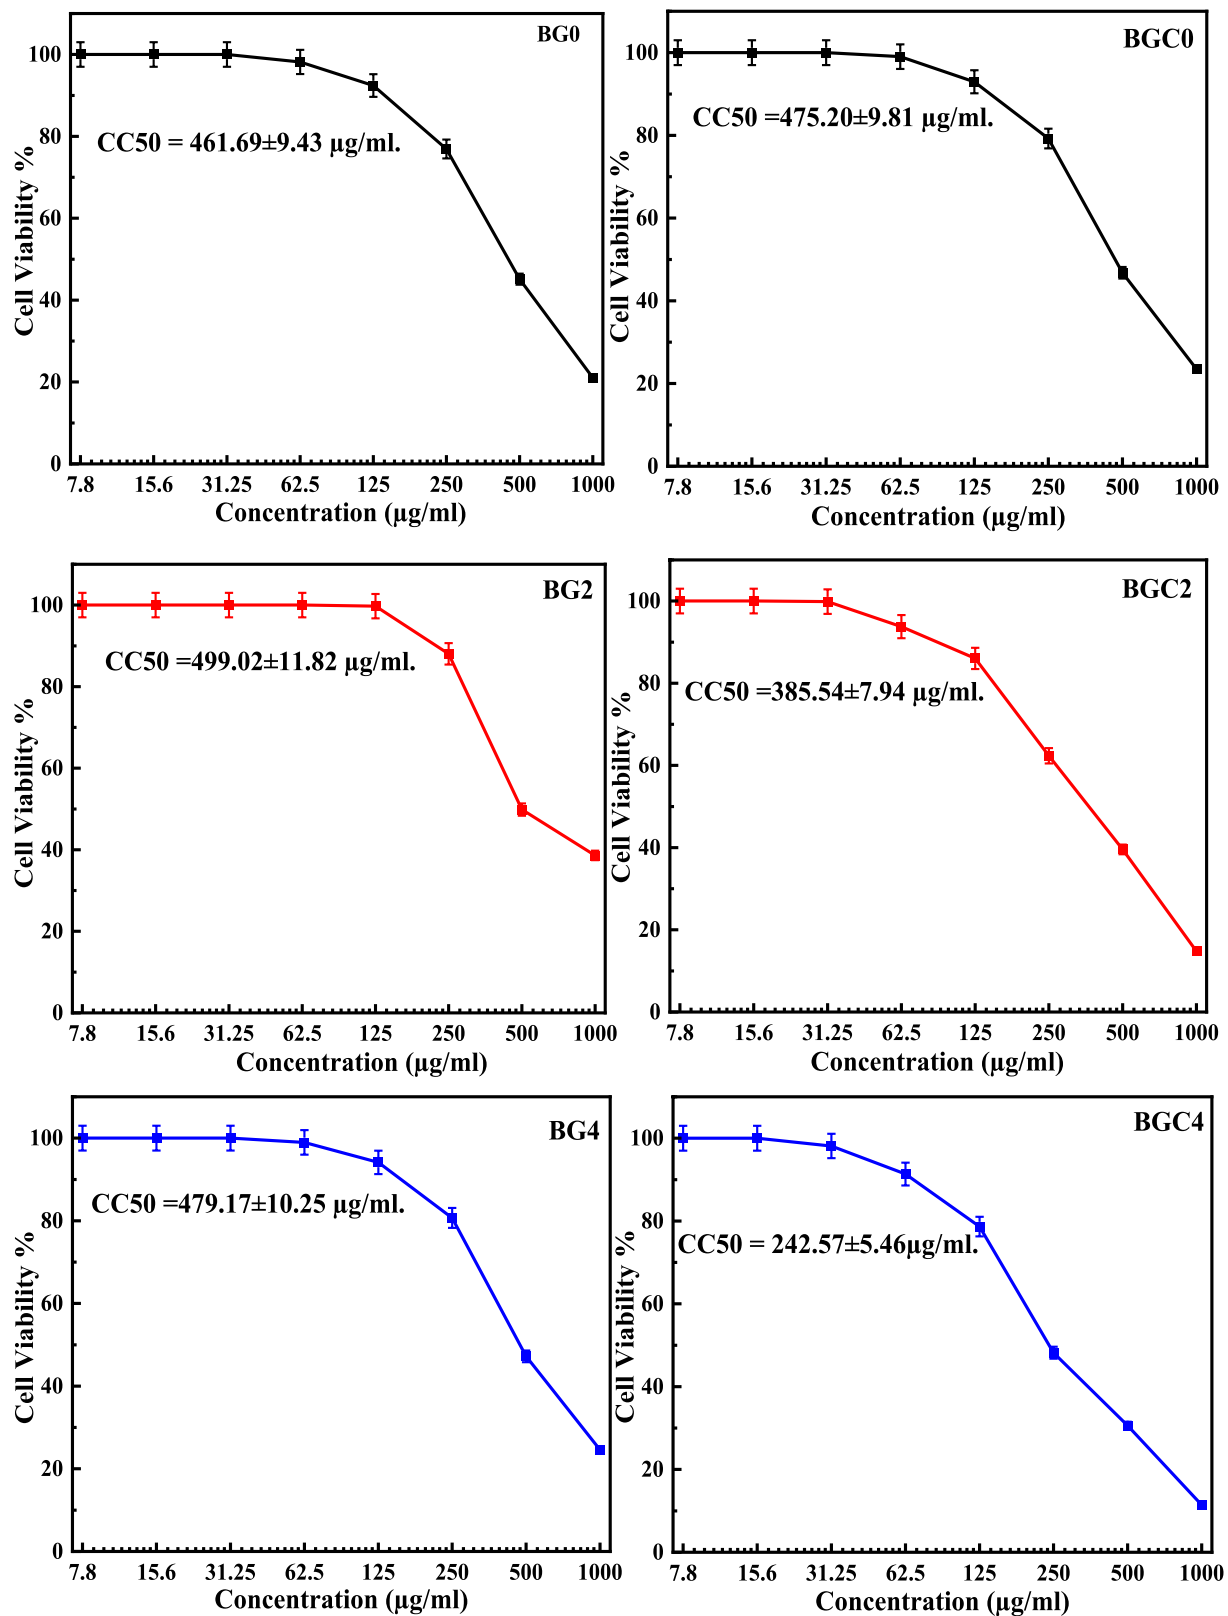 BG0
CC50 = 461.69±9.43 µg/ml.
Cell Viability %
100
80
60
40
20
0
7.8 15.6 31.25 62.5 125 250 500 1000
Concentration (µg/ml)
BGC0
CC50 =475.20±9.81 µg/ml.
Cell Viability %
100
80
60
40
20
0
7.8 15.6 31.25 62.5 125 250 500 1000
Concentration (µg/ml)
BG2
CC50 =499.02±11.82 µg/ml.
Cell Viability %
100
80
60
40
20
0
7.8 15.6 31.25 62.5 125 250 500 1000
Concentration (µg/ml)
BGC2
CC50 =385.54±7.94 µg/ml.
Cell Viability %
100
80
60
40
20
0
7.8 15.6 31.25 62.5 125 250 500 1000
Concentration (µg/ml)
BG4
CC50 =479.17±10.25 µg/ml.
Cell Viability %
100
80
60
40
20
0
7.8 15.6 31.25 62.5 125 250 500 1000
Concentration (µg/ml)
BGC4
CC50 = 242.57±5.46µg/ml.
Cell Viability %
100
80
60
40
20
0
7.8 15.6 31.25 62.5 125 250 500 1000
Concentration (µg/ml)